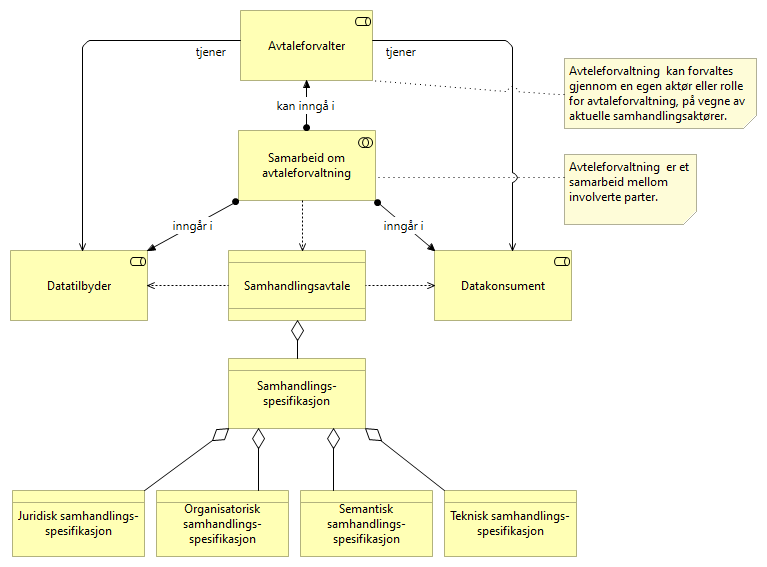 Avtaleforvalter
tjener
tjener
Avteleforvaltning kan forvaltes
gjennom en egen aktør eller rolle
for avtaleforvaltning, på vegne av
aktuelle samhandlingsaktører.
kan inngå i
Samarbeid om
avtaleforvaltning
Avteleforvaltning er et
samarbeid mellom
involverte parter.
inngår i
inngår i
Datatilbyder
Samhandlingsavtale
Datakonsument
Samhandlings-
spesifikasjon
Juridisk samhandlings-
spesifikasjon
Organisatorisk
samhandlings-
spesifikasjon
Semantisk
samhandlings-
spesifikasjon
Teknisk samhandlings-
spesifikasjon